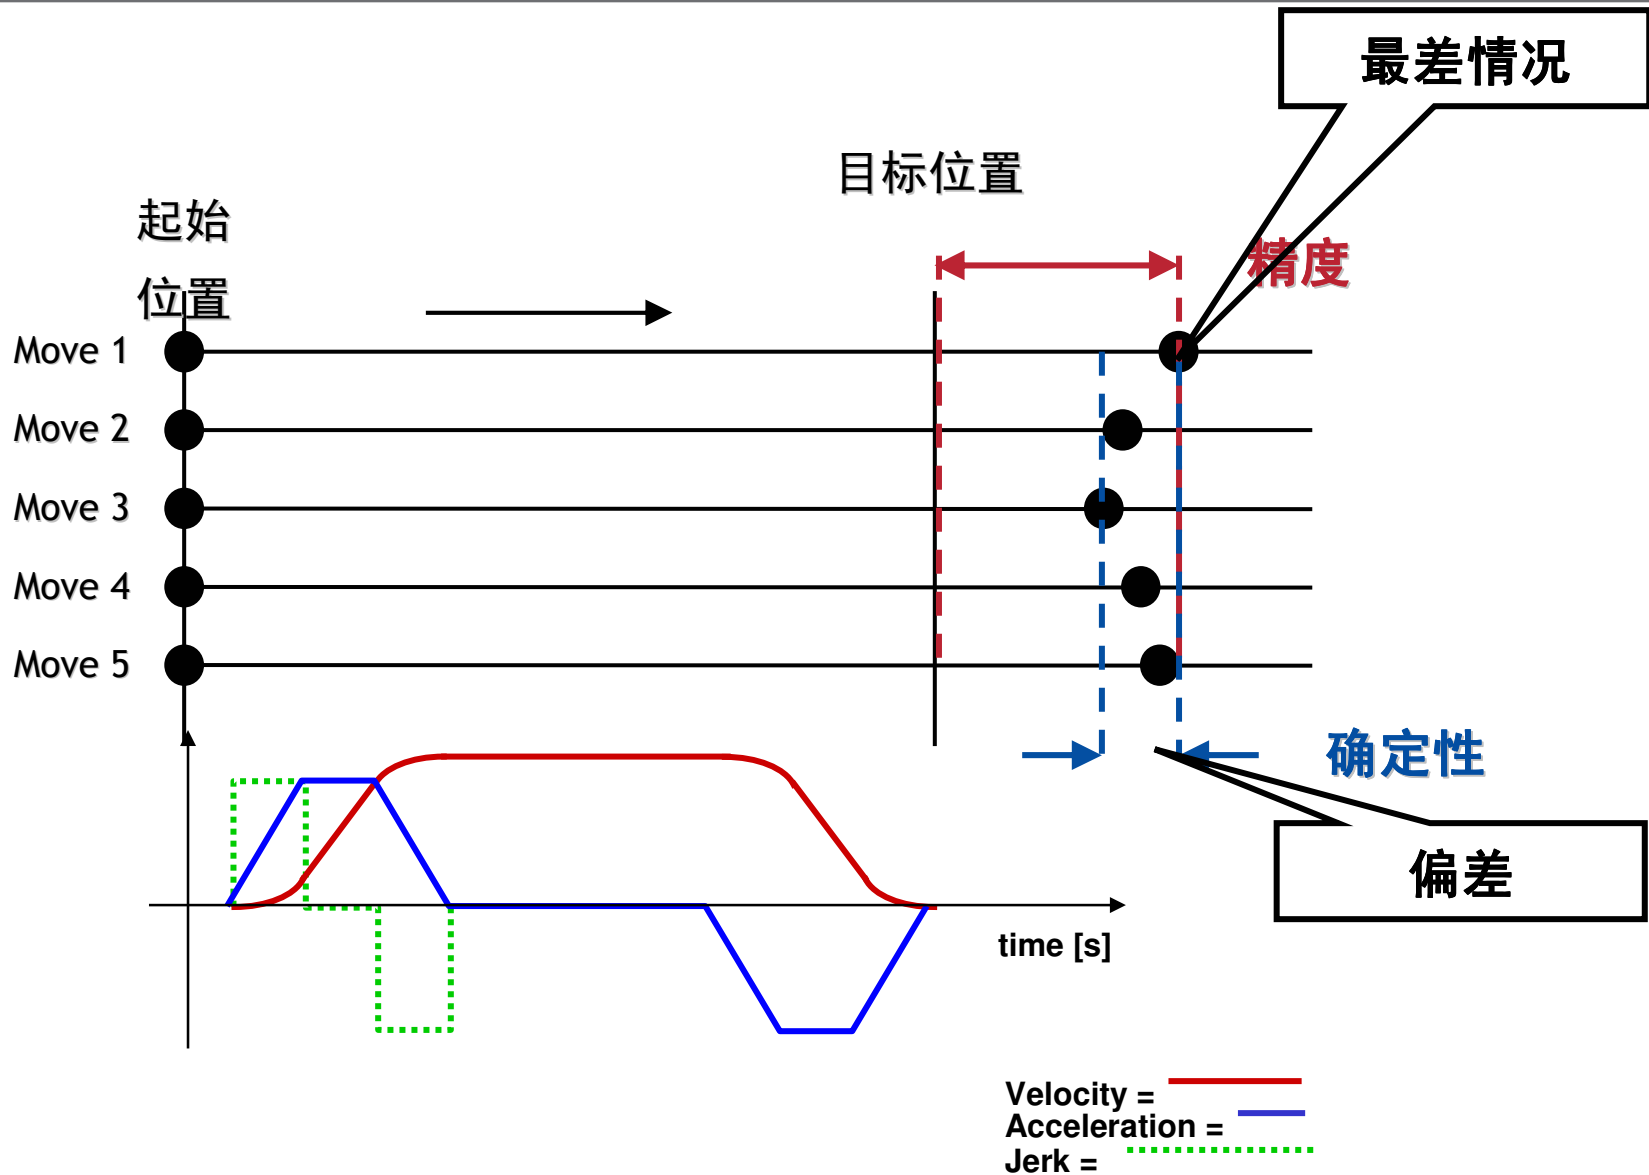 最差情况
目标位置
起始
位置
精度
Move 1
Move 2
Move 3
Move 4
Move 5
确定性
偏差
time [s]
Velocity =
Acceleration =
Jerk =